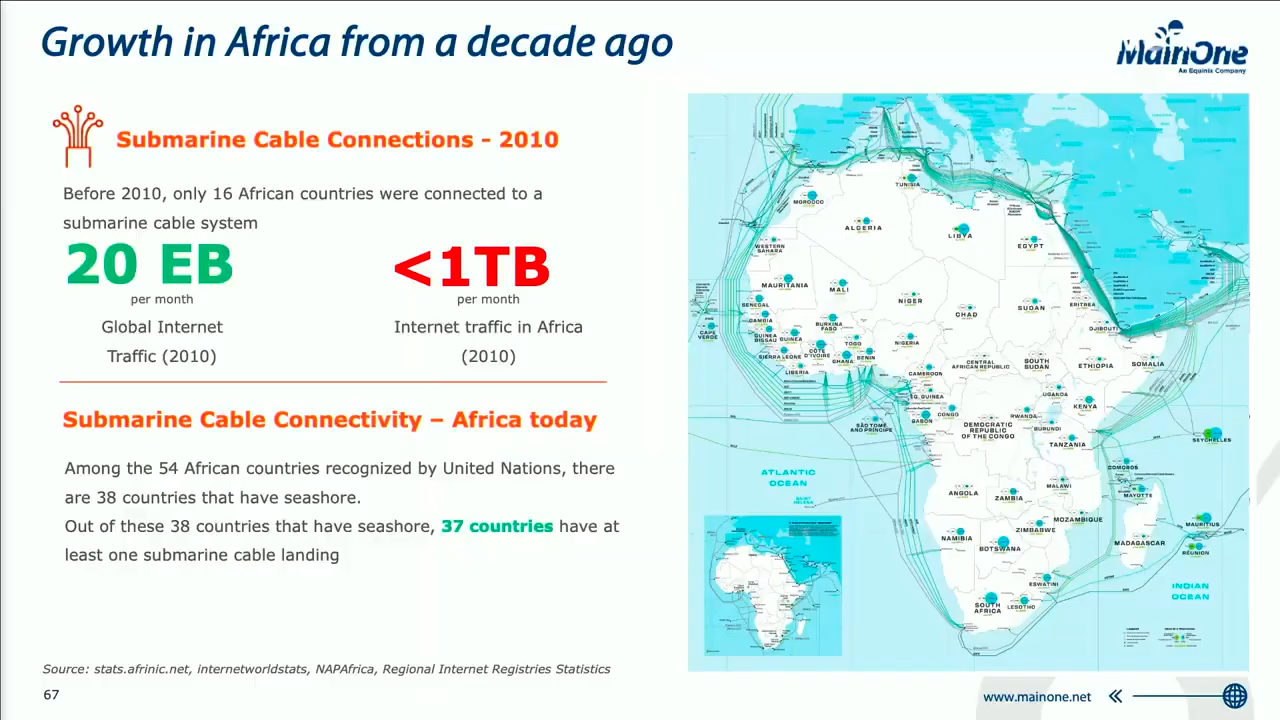 Growth in Africa from a decade ago
MainOne
An Equinix Company
Submarine Cable Connections - 2010
Before 2010, only 16 African countries were connected to a
submarine cable system
20 EB
per month
Global Internet
Traffic (2010)
<1TB
per month
Internet traffic in Africa
(2010)
Submarine Cable Connectivity – Africa today
Among the 54 African countries recognized by United Nations, there
are 38 countries that have seashore.
Out of these 38 countries that have seashore, 37 countries have at
least one submarine cable landing
TUNISIA
MOROCCO
ALGERIA
LIBYA
EGYPT
WESTERN
SAHARA
MAURITANIA
MALI
NIGER
CHAD
SUDAN
ERITREA
DJIBOUTI
CAPE
VERDE
SENEGAL
GAMBIA
GUINEA
BISSAU
GUINEA
SIERRA LEONE
LIBERIA
BURKINA
FASO
CÔTE
D'IVOIRE
GHANA
TOGO
BENIN
NIGERIA
CAMEROON
CENTRAL
AFRICAN REPUBLIC
SOUTH
SUDAN
ETHIOPIA
SOMALIA
EQ. GUINEA
GABON
CONGO
SÃO TOMÉ
AND PRÍNCIPE
DEMOCRATIC
REPUBLIC
OF THE CONGO
UGANDA
KENYA
RWANDA
BURUNDI
TANZANIA
SEYCHELLES
COMOROS
MAYOTTE
ATLANTIC
OCEAN
SAINT
HELENA
ANGOLA
ZAMBIA
MALAWI
MOZAMBIQUE
ZIMBABWE
NAMIBIA
BOTSWANA
MADAGASCAR
MAURITIUS
RÉUNION
ESWATINI
SOUTH
AFRICA
LESOTHO
INDIAN
OCEAN
Source: stats.afrinic.net, internetworldstats, NAPAfrica, Regional Internet Registries Statistics
67
www.mainone.net